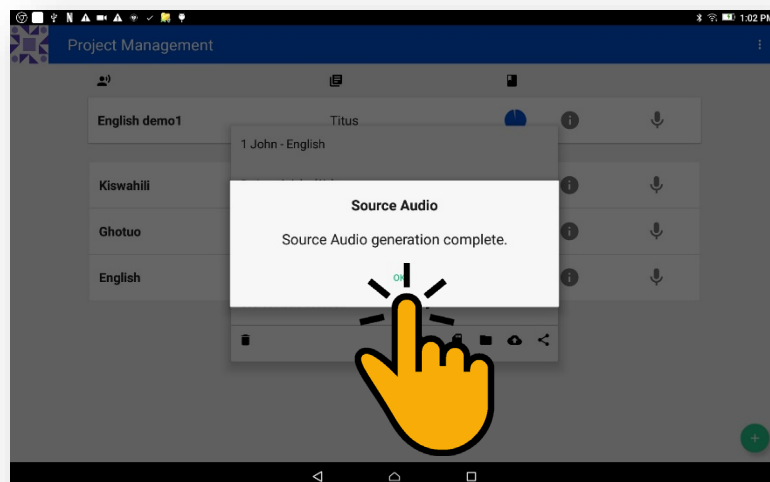 1:02 PM
Project Management
English demo1
Titus
1 John - English
Kiswahili
Source Audio
Source Audio generation complete.
Ghotuo
OK
English